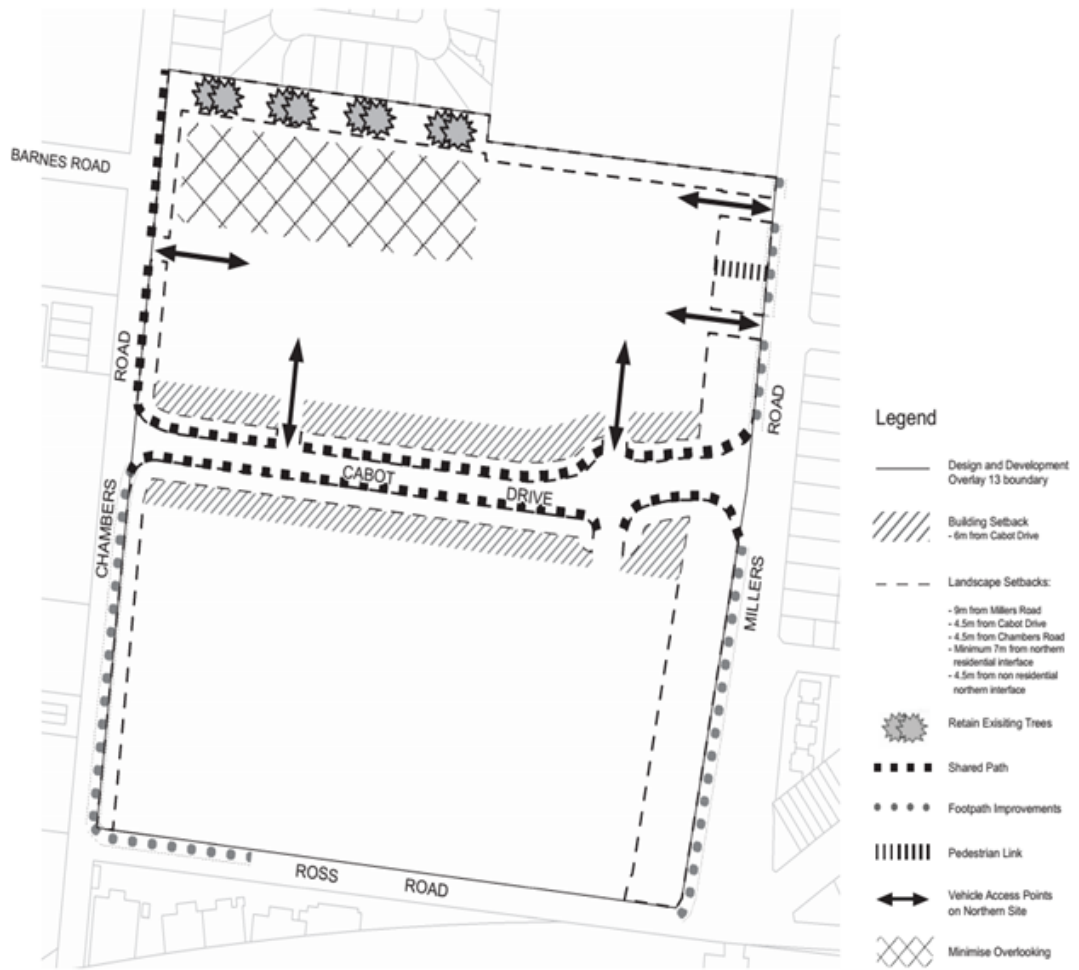 BARNES ROAD
ROAD
CHAMBERS
CABOT
DRIVE
ROAD
MILLERS
ROSS
ROAD
Legend
Design and Development
Overlay 13 boundary
Building Setback
- 6m from Cabot Drive
Landscape Setbacks:
- 9m from Millers Road
- 4.5m from Cabot Drive
- 4.5m from Chambers Road
- Minimum 7m from northern
residential interface
- 4.5m from non residential
northern interface
Retain Exisiting Trees
Shared Path
Footpath Improvements
Pedestrian Link
Vehicle Access Points
on Northern Site
Minimise Overlooking